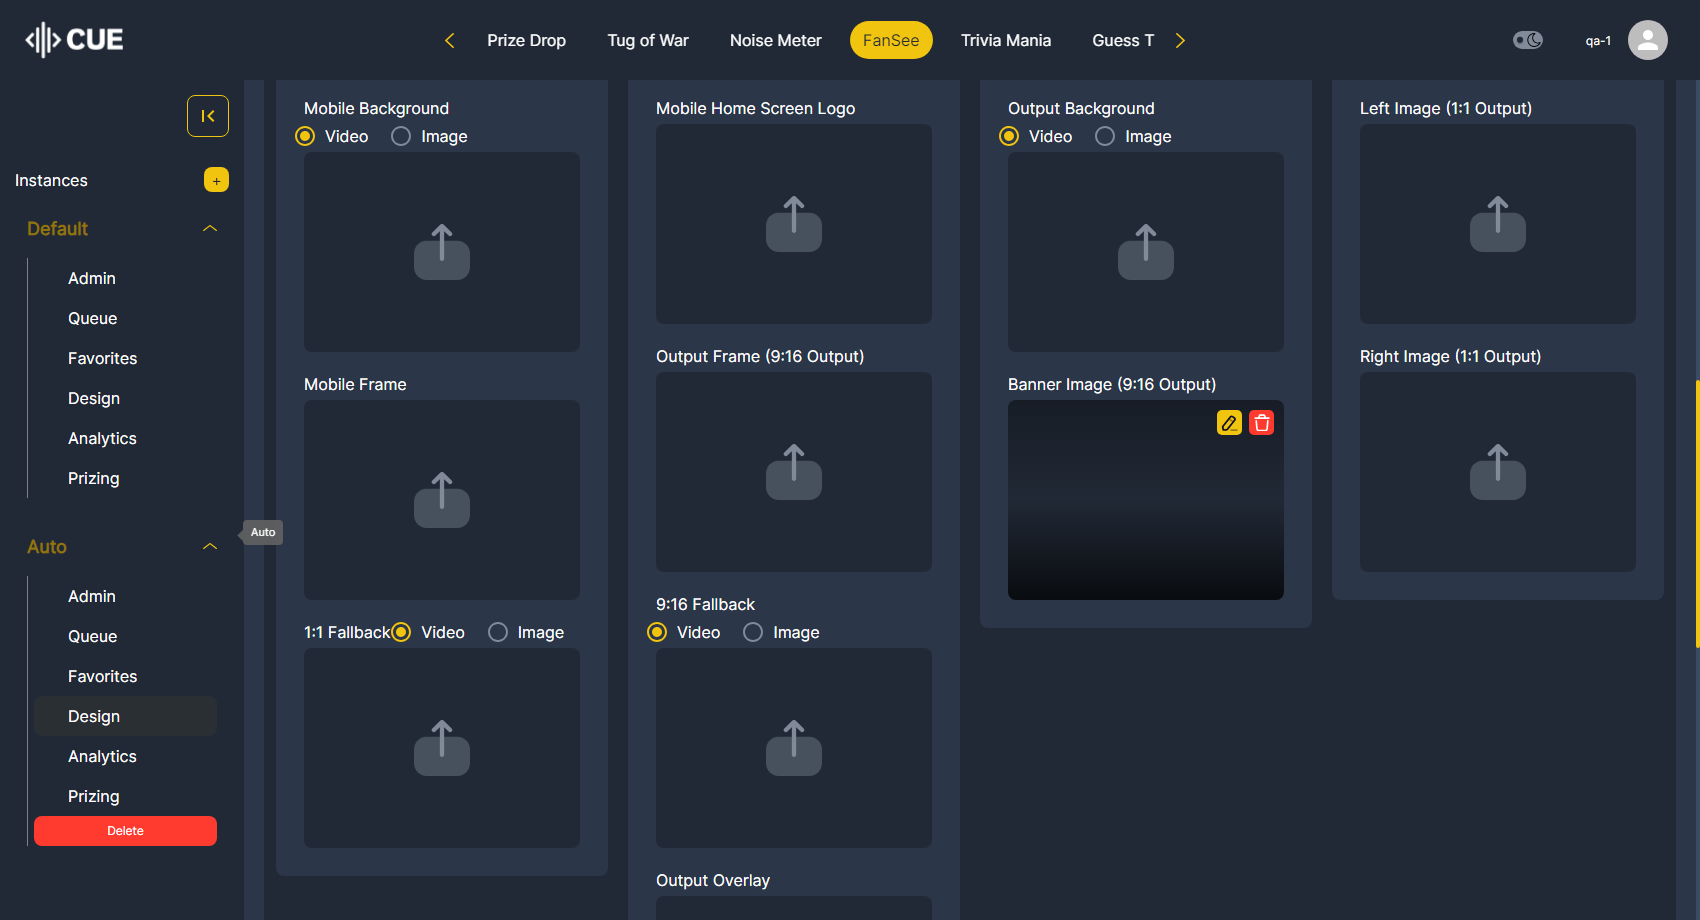 CUE
Prize Drop
Tug of War
Noise Meter
FanSee
Trivia Mania
Guess T
qa-1
Instances
+
Default
Admin
Queue
Favorites
Design
Analytics
Prizing
Auto
Auto
Admin
Queue
Favorites
Design
Analytics
Prizing
Delete
Mobile Background
Video
Image
Mobile Frame
1:1 Fallback
Video
Image
Mobile Home Screen Logo
Output Frame (9:16 Output)
9:16 Fallback
Video
Image
Output Overlay
Output Background
Video
Image
Banner Image (9:16 Output)
Left Image (1:1 Output)
Right Image (1:1 Output)